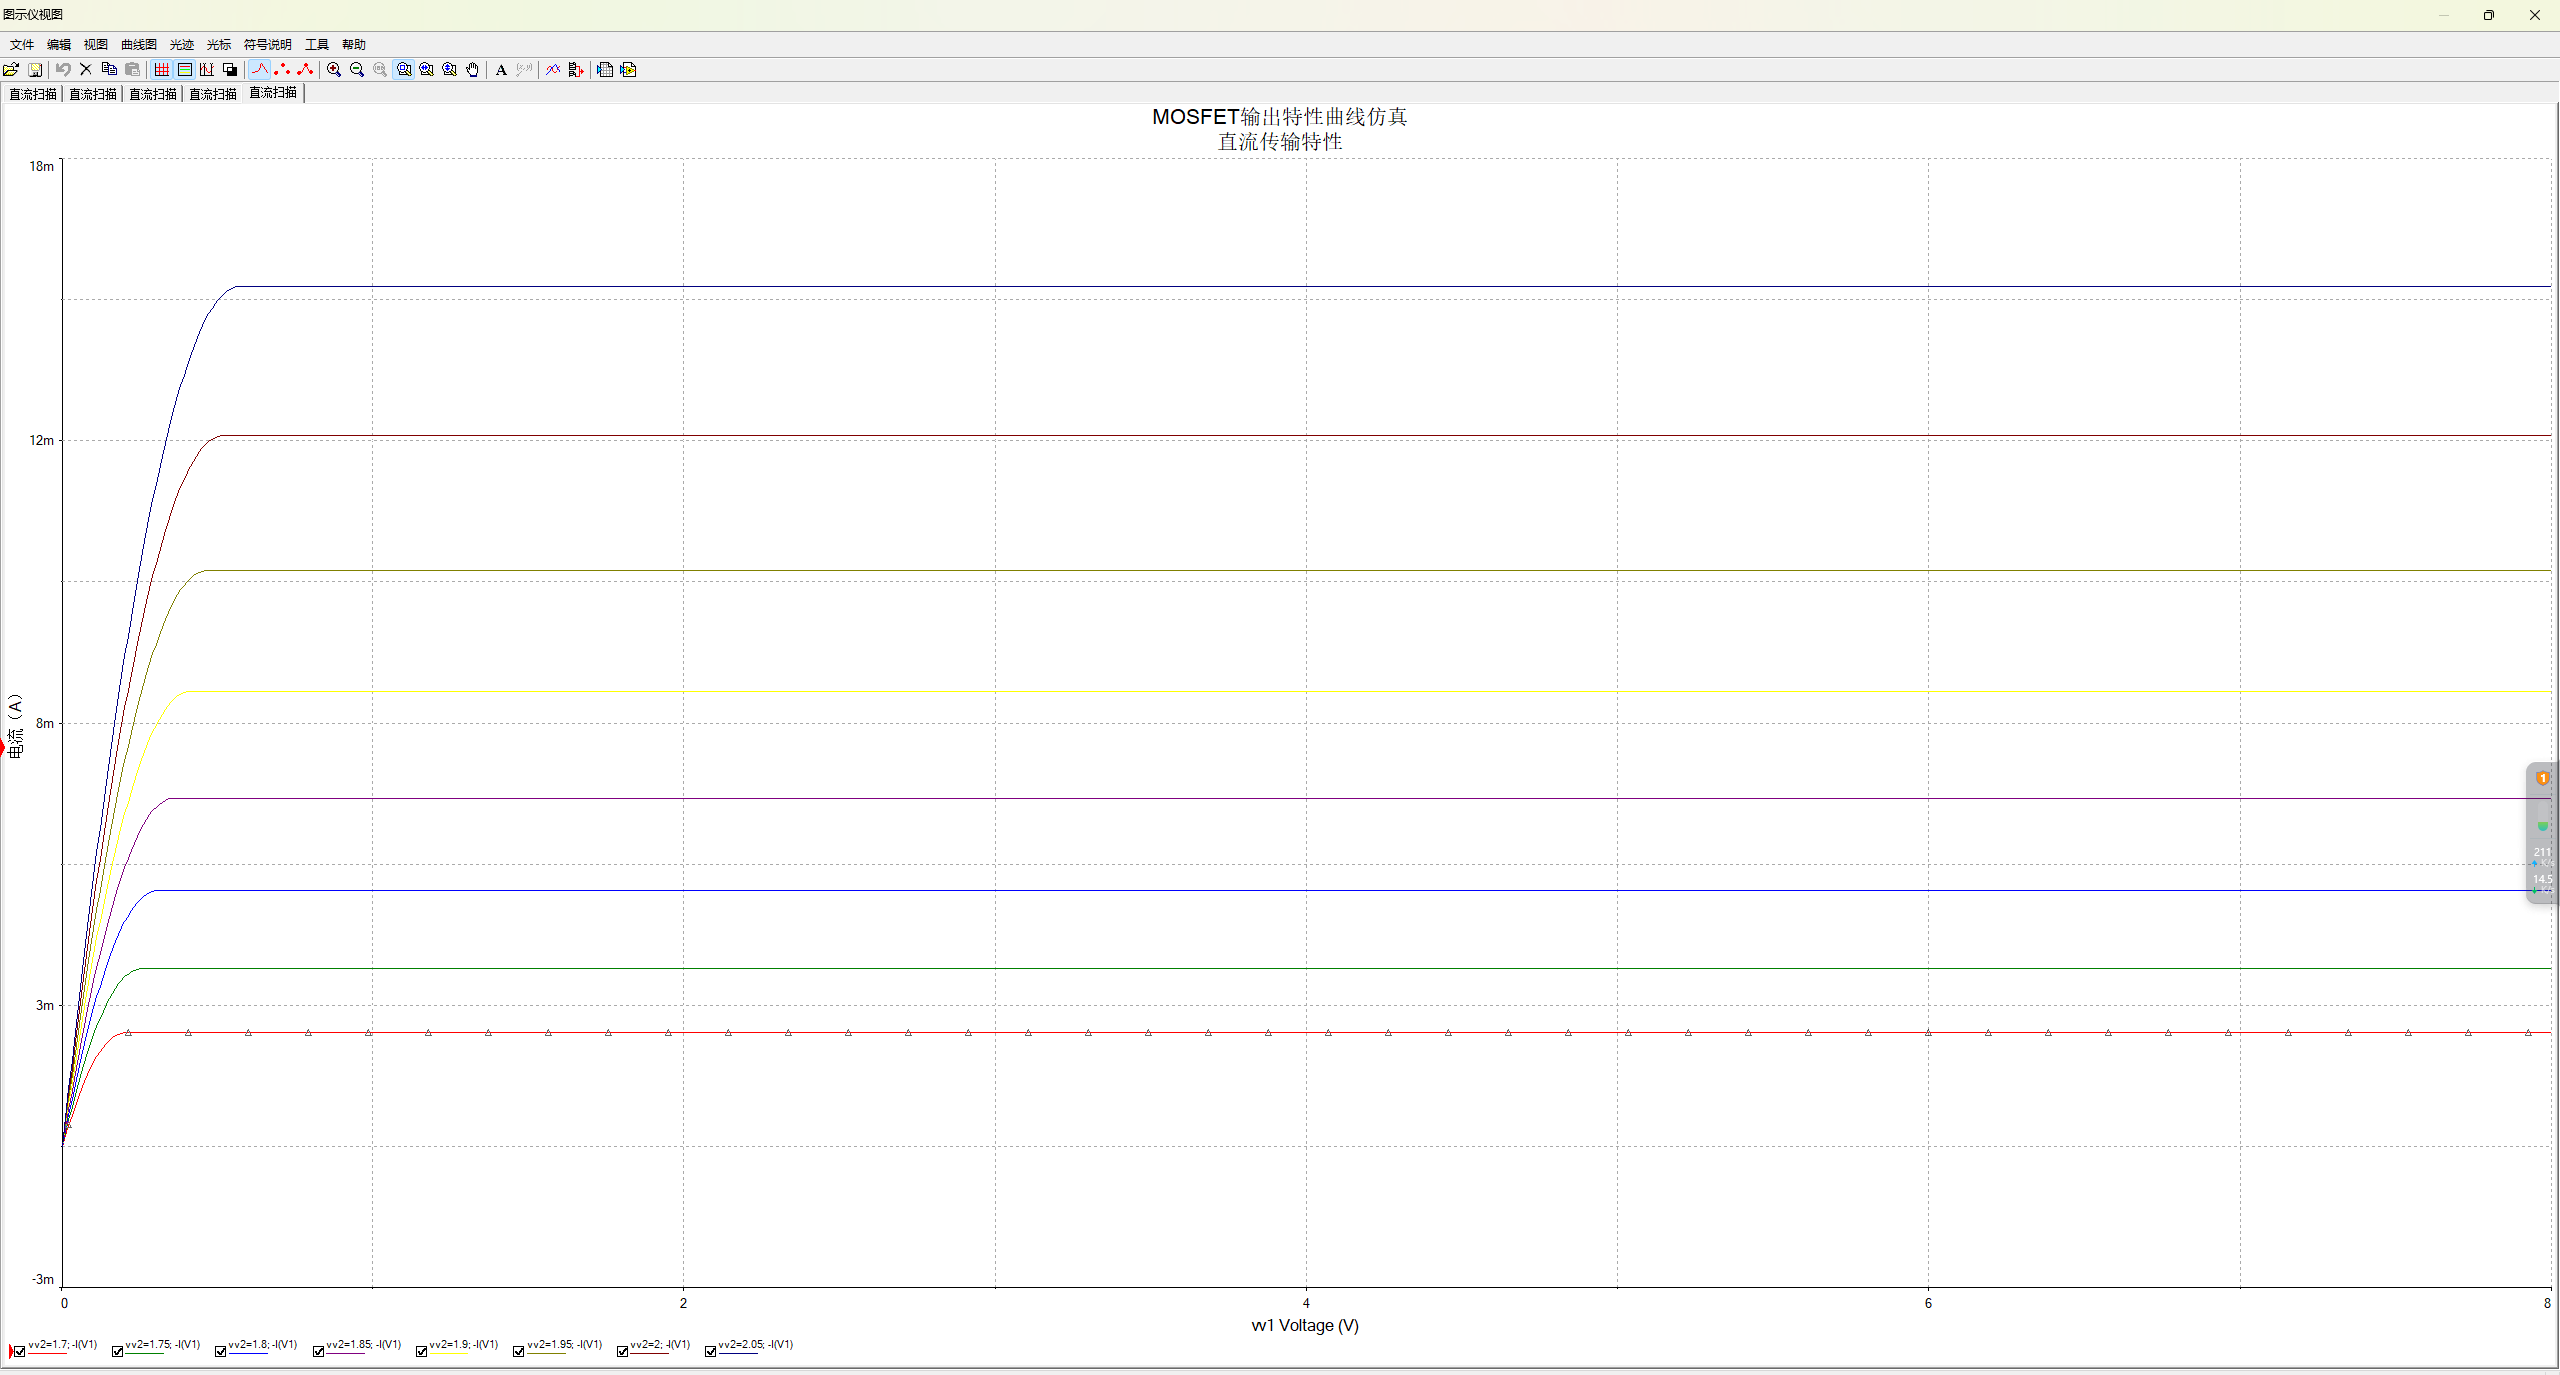 图示仪视图
文件 编辑 视图 曲线图 光迹 光标 符号说明 工具 帮助
直流扫描 直流扫描 直流扫描 直流扫描 直流扫描
MOSFET输出特性曲线仿真
直流传输特性
18m
12m
8m
3m
-3m
电流（A）
0 2 4 6 8
vv1 Voltage (V)
vv2=1.7; -I(V1) vv2=1.75; -I(V1) vv2=1.8; -I(V1) vv2=1.85; -I(V1) vv2=1.9; -I(V1) vv2=1.95; -I(V1) vv2=2; -I(V1) vv2=2.05; -I(V1)
1
211
K/s
14.5